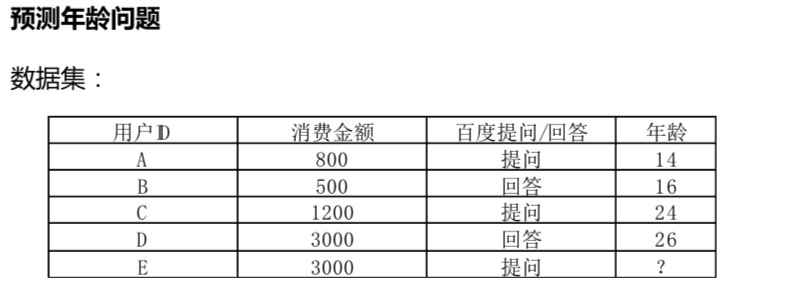 预测年龄问题
数据集：
用户ID 消费金额 百度提问/回答 年龄
A 800 提问 14
B 500 回答 16
C 1200 提问 24
D 3000 回答 26
E 3000 提问 ？